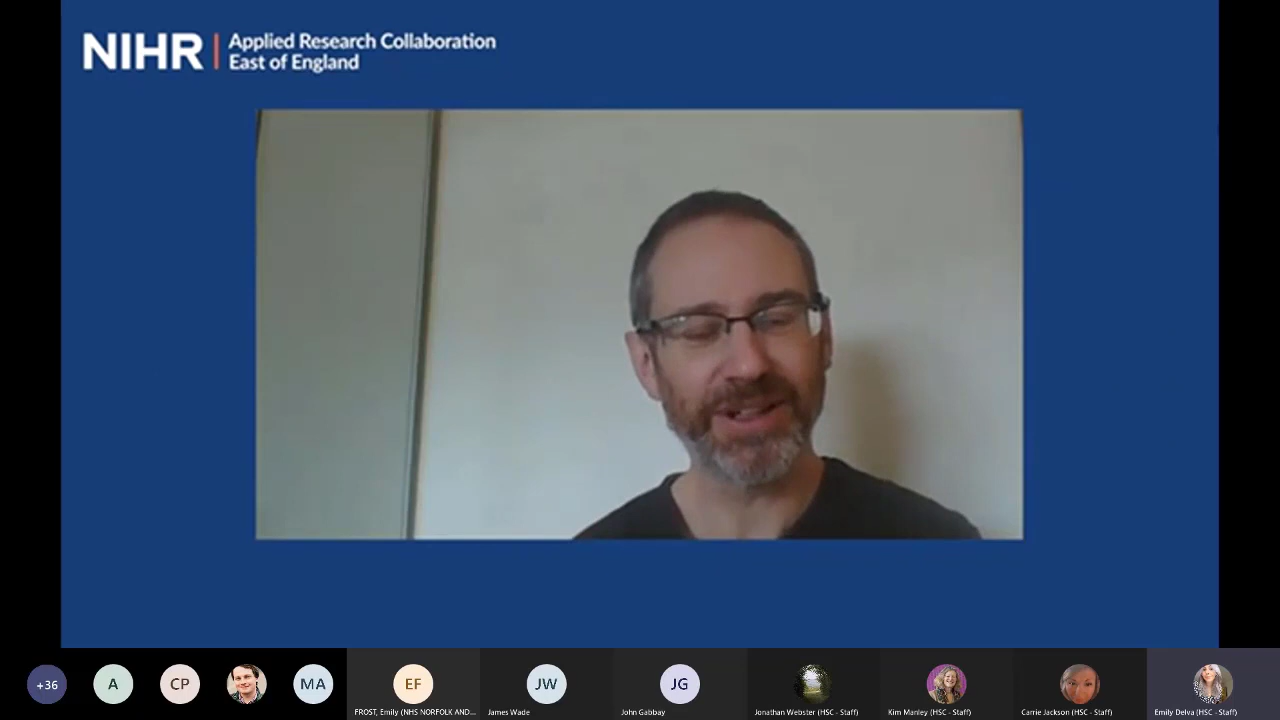 NIHR
Applied Research Collaboration
East of England
+36
A
CP
MA
EF
JW
JG
FROST, Emily (NHS NORFOLK AND...
James Wade
John Gabbay
Jonathan Webster (HSC - Staff)
Kim Manley (HSC - Staff)
Carrie Jackson (HSC - Staff)
Emily Delva (HSC - Staff)